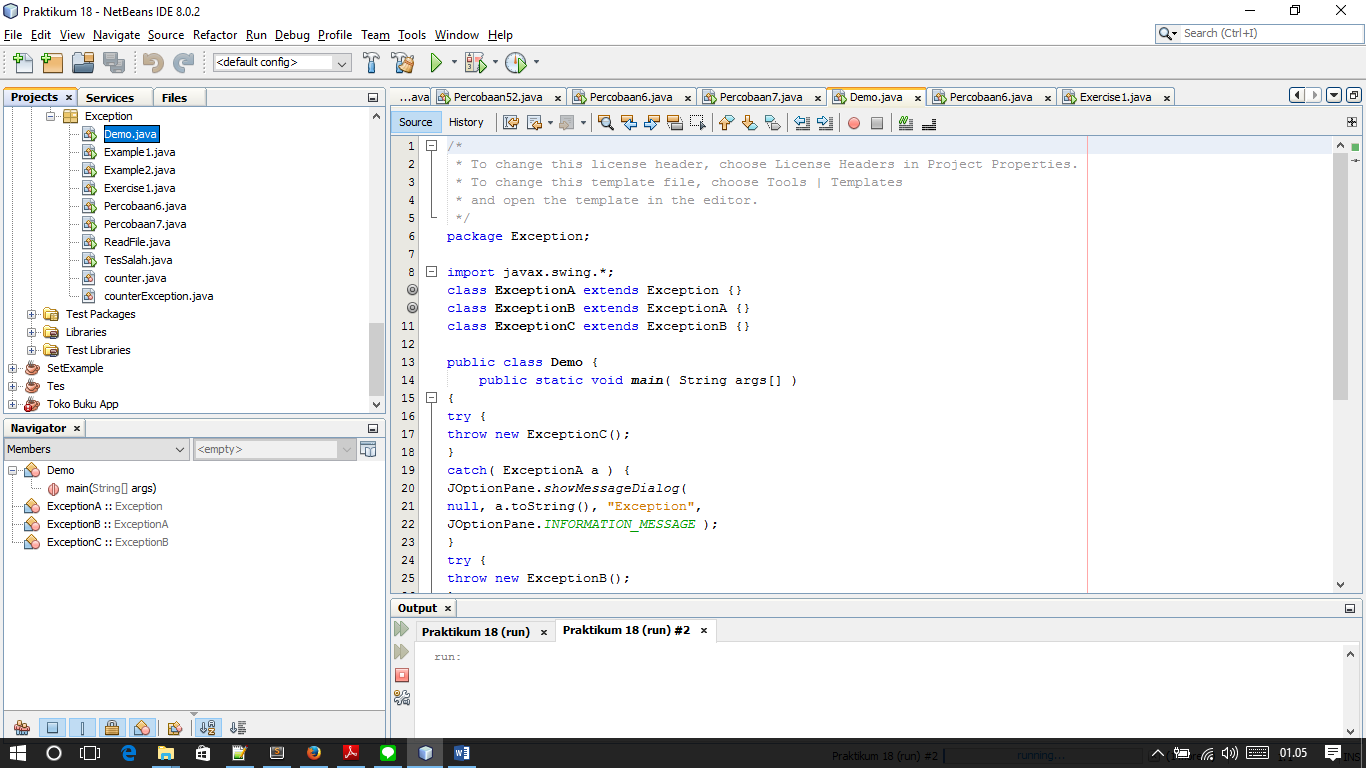 Praktikum 18 - NetBeans IDE 8.0.2
File Edit View Navigate Source Refactor Run Debug Profile Team Tools Window Help
Search (Ctrl+I)
<default config>
Projects Services Files
Exception
Demo.java
Example1.java
Example2.java
Exercise1.java
Percobaan6.java
Percobaan7.java
ReadFile.java
TesSalah.java
counter.java
counterException.java
Test Packages
Libraries
Test Libraries
SetExample
Tes
Toko Buku App
Navigator
Members <empty>
Demo
main(String[] args)
ExceptionA :: Exception
ExceptionB :: ExceptionA
ExceptionC :: ExceptionB
...ava Percobaan52.java Percobaan6.java Percobaan7.java Demo.java Percobaan6.java Exercise1.java
Source History
1 /*
2 * To change this license header, choose License Headers in Project Properties.
3 * To change this template file, choose Tools | Templates
4 * and open the template in the editor.
5 */
6 package Exception;
7
8 import javax.swing.*;
class ExceptionA extends Exception {}
class ExceptionB extends ExceptionA {}
11 class ExceptionC extends ExceptionB {}
12
13 public class Demo {
14 public static void main( String args[] )
15 {
16 try {
17 throw new ExceptionC();
18 }
19 catch( ExceptionA a ) {
20 JOptionPane.showMessageDialog(
21 null, a.toString(), "Exception",
22 JOptionPane.INFORMATION_MESSAGE );
23 }
24 try {
25 throw new ExceptionB();
Output
Praktikum 18 (run) Praktikum 18 (run) #2
run:
Praktikum 18 (run) #2 running...
01.05
INS